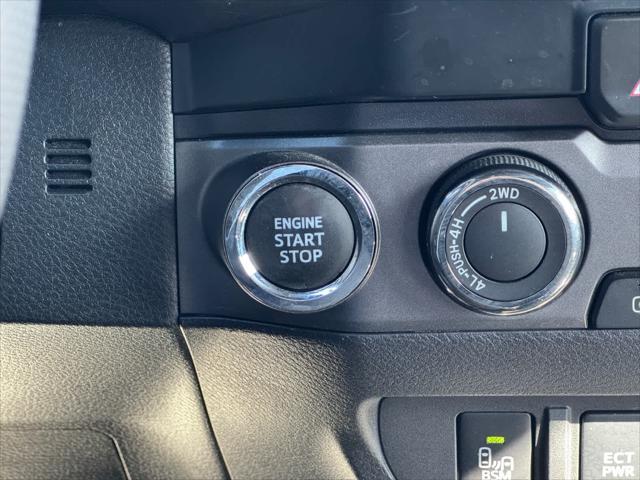 ENGINE
START
STOP
2WD
4L-PUSH-4H
BSM
ECT
PWR